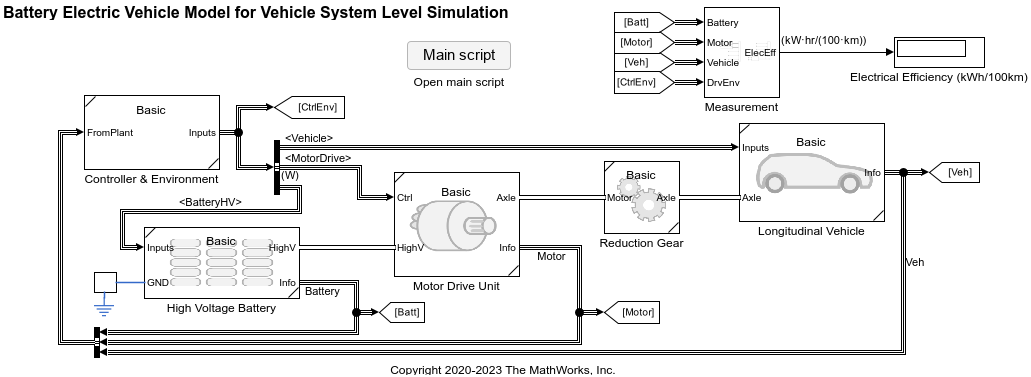 Battery Electric Vehicle Model for Vehicle System Level Simulation
Main script
Open main script
[Batt]
[Motor]
[Veh]
[CtrlEnv]
Battery
Motor
Vehicle
DrvEnv
ElecEff
Measurement
(kW·hr/(100·km))
Electrical Efficiency (kWh/100km)
Basic
FromPlant
Inputs
Controller & Environment
[CtrlEnv]
<Vehicle>
<MotorDrive>
(W)
<BatteryHV>
Basic
Inputs
HighV
GND
Info
High Voltage Battery
Battery
[Batt]
Basic
Ctrl
Axle
HighV
Info
Motor Drive Unit
Motor
[Motor]
Basic
Motor
Axle
Reduction Gear
Basic
Inputs
Info
Axle
Longitudinal Vehicle
[Veh]
Veh
Copyright 2020-2023 The MathWorks, Inc.